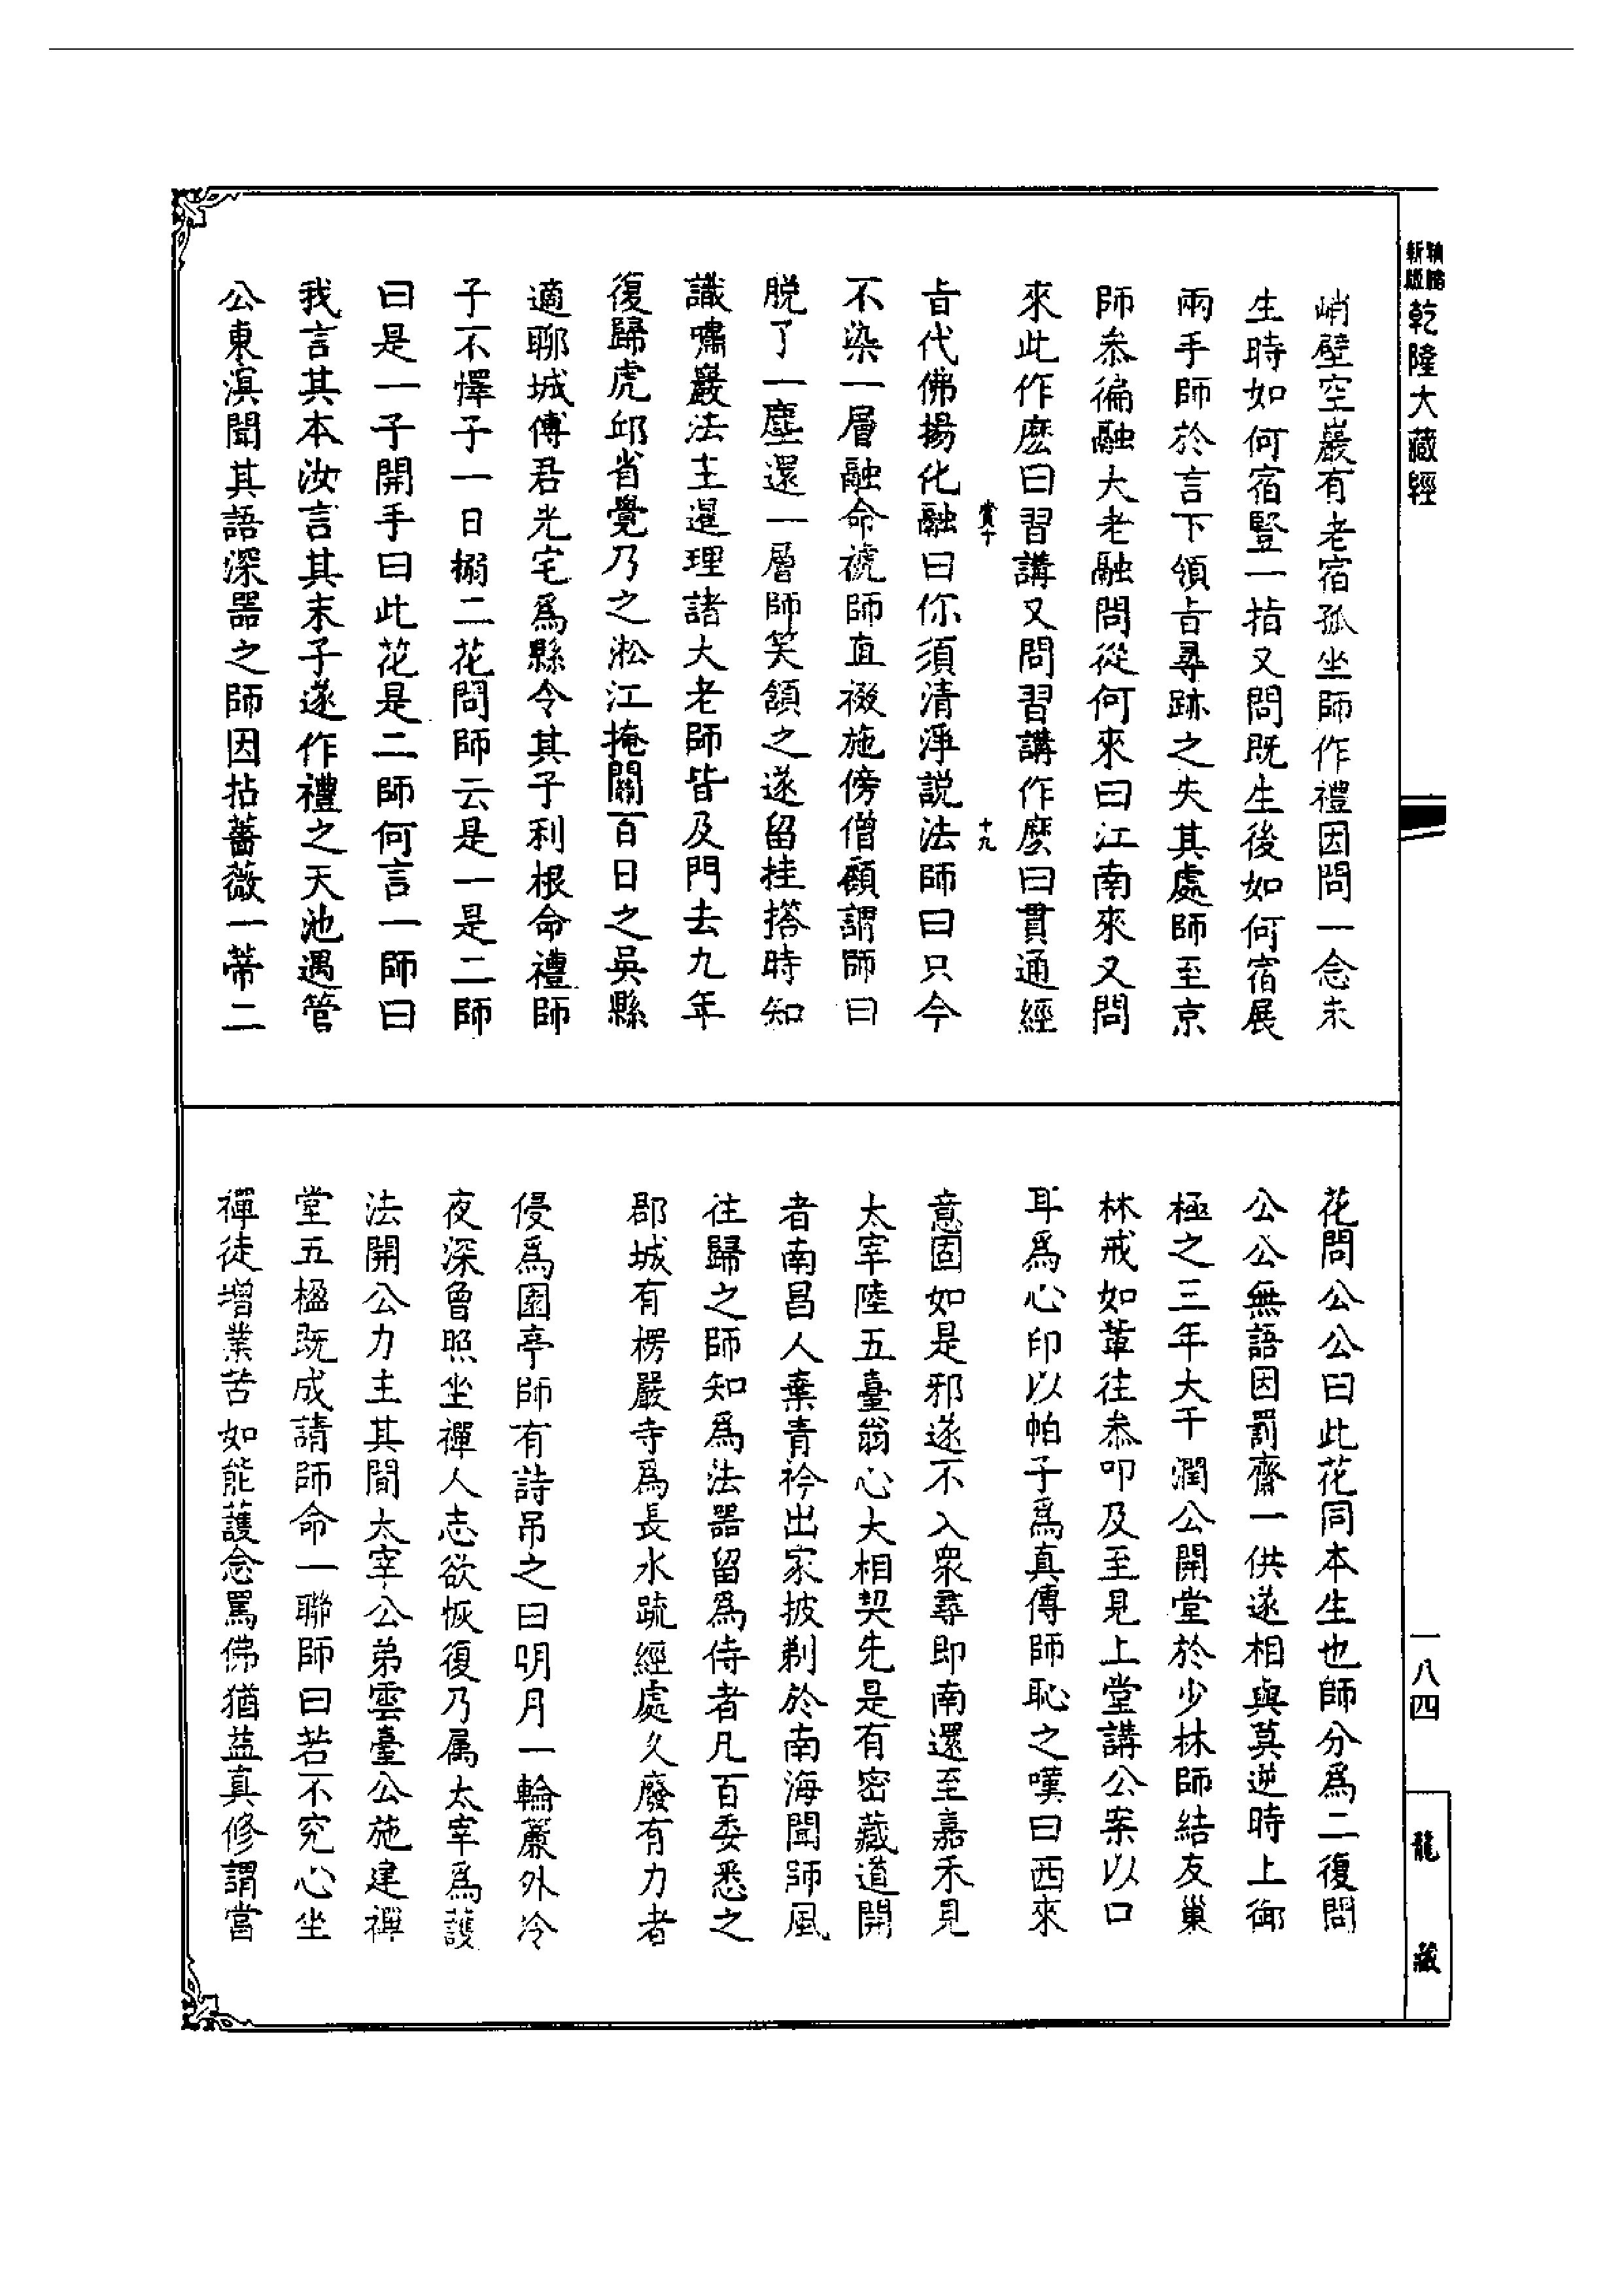 乾隆大藏經
峭壁空巖有老宿孤坐師作禮因問一念未
生時如何宿豎一指又問既生後如何宿展
兩手師於言下領旨尋跡之失其處師至京
師叅徧融大老融問從何來曰江南來又問
來此作麽曰習講又問習講作麽曰貫通經
賞十
十九
旨代佛揚化融曰你須清淨説法師曰只今
不染一層融命禠師直裰施傍僧顧謂師曰
脱了一塵還一層師笑頷之遂留挂搭時知
識嘯巖法主暹理諸大老師皆及門去九年
復歸虎邱省覺乃之淞江掩關百日之吳縣
適聊城傅君光宅爲縣令其子利根命禮師
子不懌子一日搦二花問師云是一是二師
曰是一子開手曰此花是二師何言一師曰
我言其本汝言其末子遂作禮之天池遇管
公東溟聞其語深器之師因拈薔薇一蒂二
花問公公曰此花同本生也師分爲二復問
公公無語因罰齋一供遂相與莫逆時上御
極之三年大千潤公開堂於少林師結友巢
林戒如輩往叅叩及至見上堂講公案以口
耳爲心印以帕子爲真傳師恥之嘆曰西來
意固如是邪遂不入衆尋即南還至嘉禾見
太宰陸五臺翁心大相契先是有密藏道開
者南昌人棄青衿出家披剃於南海聞師風
往歸之師知爲法器留爲侍者凡百委悉之
郡城有楞嚴寺爲長水疏經處久廢有力者
侵爲園亭師有詩弔之曰明月一輪簾外冷
夜深曾照坐禪人志欲恢復乃属太宰爲護
法開公力主其間太宰公弟雲臺公施建禪
堂五楹既成請師命一聯師曰若不究心坐
禪徒增業苦如能護念罵佛猶益真修謂當
一八四
龍藏